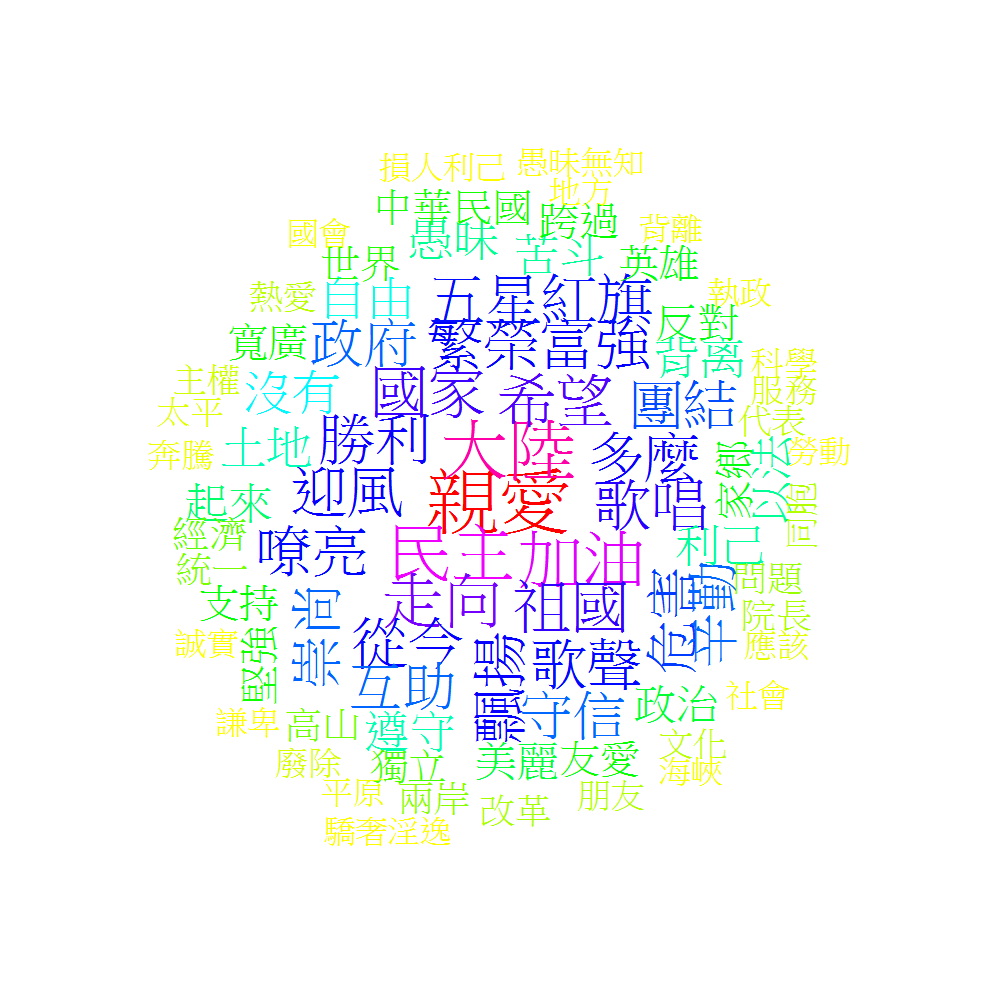 損人利己 愚昧無知
地方
中華民國 跨過
國會 愚昧 苦斗 背離
世界 英雄
熱愛 自由 五星紅旗 執政
寬廣 政府 繁榮富強 反對
背离 科學
主權 沒有 國家 希望 團結 服務
太平 代表
土地 勝利 大陸 多麼
奔騰 家鄉 以法 勞動
起來 迎風 親愛 歌唱 同胞
經濟 嘹亮 民主 加油 利己
統一 問題
支持 崇尚 走向 祖國 危害 辛勤 院長
誠實 堅強 從今 飄揚 歌聲 應該
互助 社會
謙卑 高山 遵守 守信 政治
廢除 獨立 美麗 友愛 文化
海峽
平原 兩岸 改革 朋友
驕奢淫逸